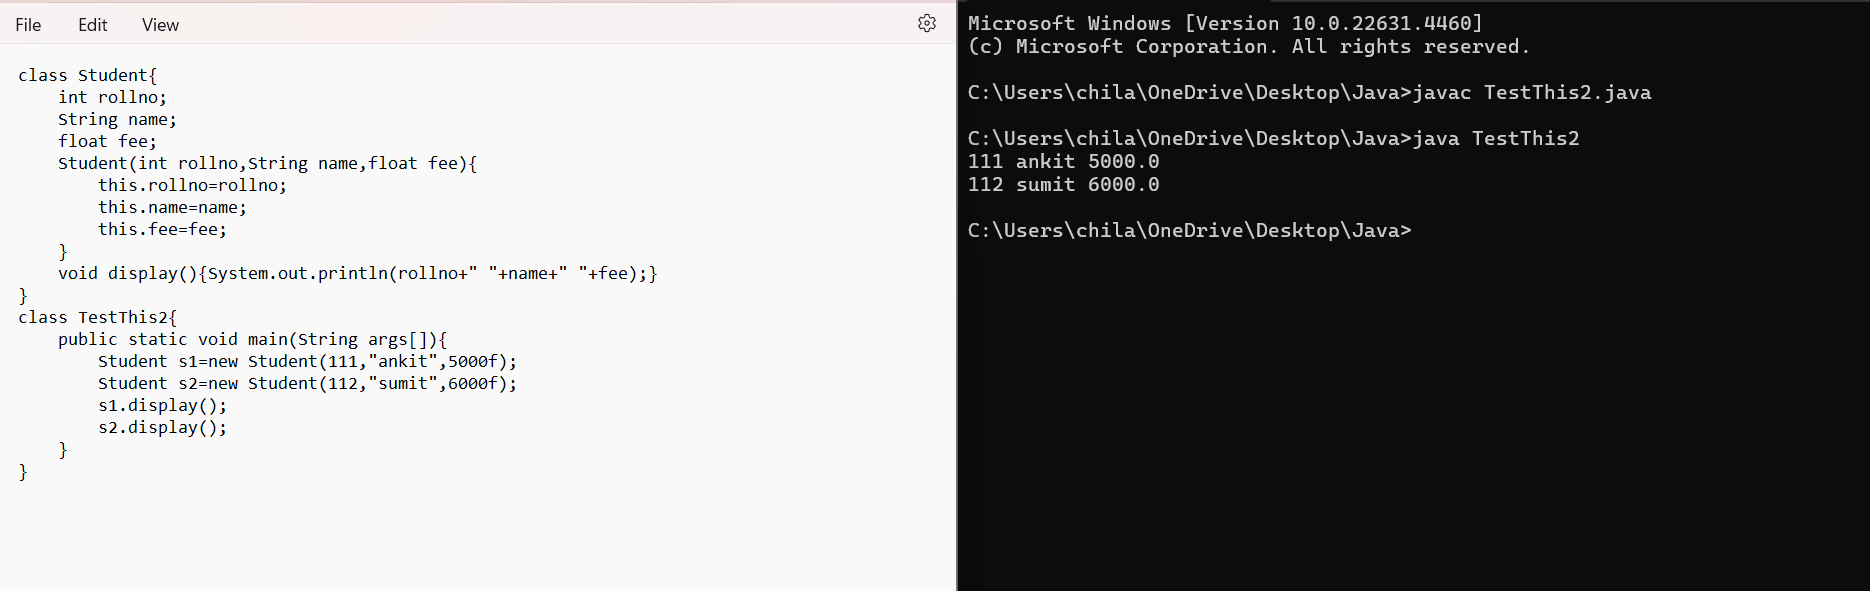 File Edit View
class Student{
    int rollno;
    String name;
    float fee;
    Student(int rollno,String name,float fee){
        this.rollno=rollno;
        this.name=name;
        this.fee=fee;
    }
    void display(){System.out.println(rollno+" "+name+" "+fee);}
}
class TestThis2{
    public static void main(String args[]){
        Student s1=new Student(111,"ankit",5000f);
        Student s2=new Student(112,"sumit",6000f);
        s1.display();
        s2.display();
    }
}
Microsoft Windows [Version 10.0.22631.4460]
(c) Microsoft Corporation. All rights reserved.
C:\Users\chila\OneDrive\Desktop\Java>javac TestThis2.java
C:\Users\chila\OneDrive\Desktop\Java>java TestThis2
111 ankit 5000.0
112 sumit 6000.0
C:\Users\chila\OneDrive\Desktop\Java>